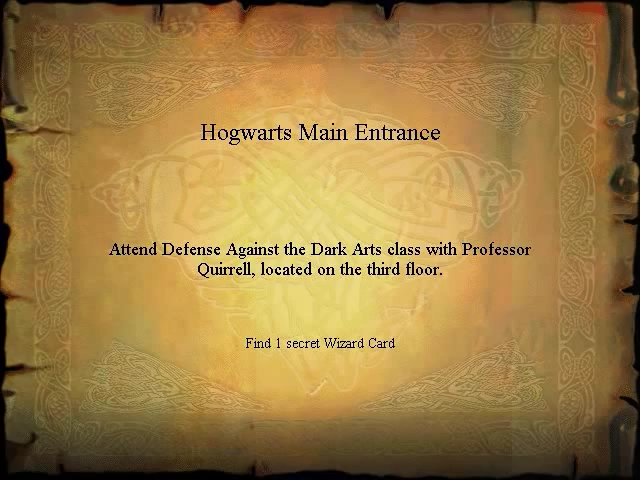 Hogwarts Main Entrance
Attend Defense Against the Dark Arts class with Professor
Quirrell, located on the third floor.
Find 1 secret Wizard Card